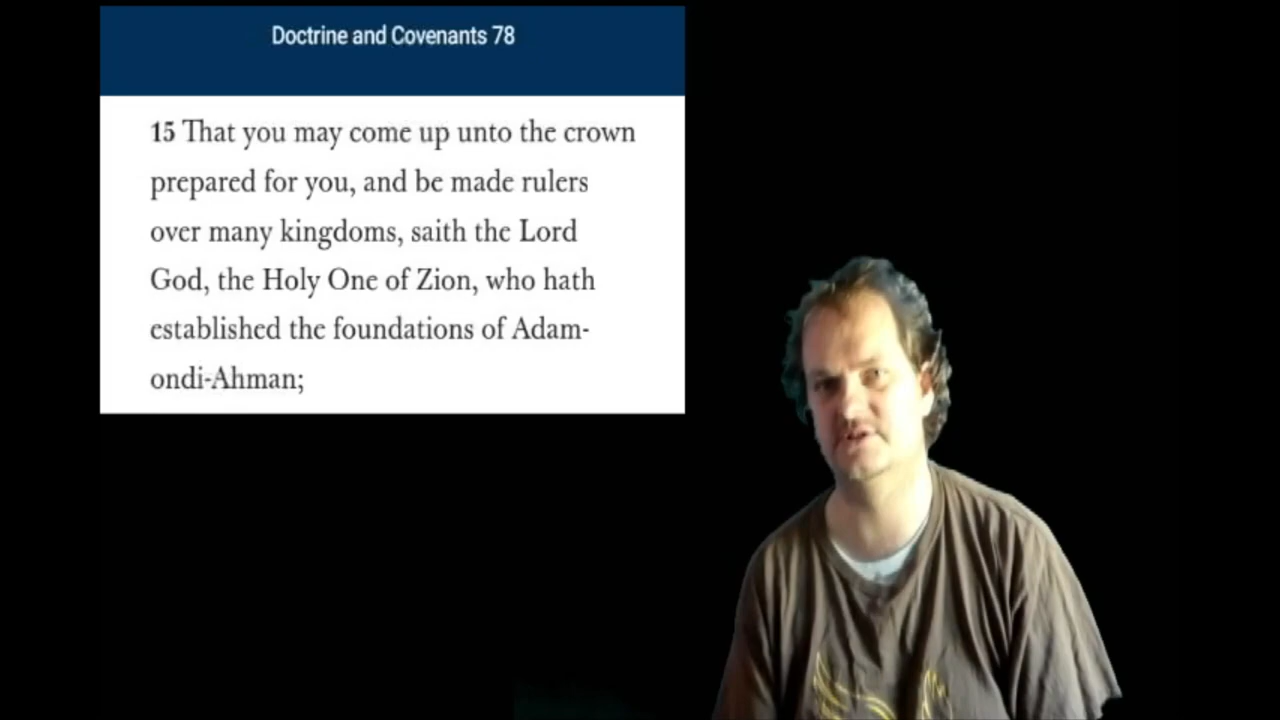 Doctrine and Covenants 78
15 That you may come up unto the crown
prepared for you, and be made rulers
over many kingdoms, saith the Lord
God, the Holy One of Zion, who hath
established the foundations of Adam-
ondi-Ahman;